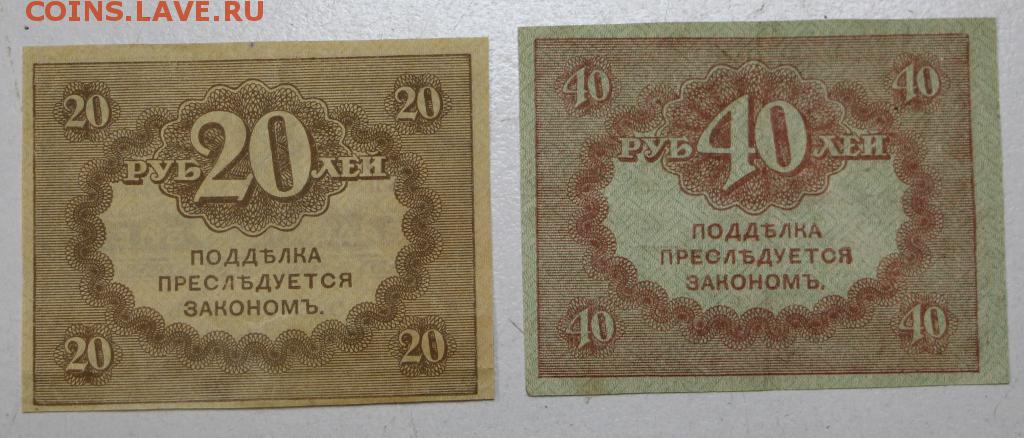 COINS.LAVE.RU
20 20
РУБ 20 ЛЕЙ
ПОДДѢЛКА
ПРЕСЛѢДУЕТСЯ
ЗАКОНОМЪ.
20 20
40 40
РУБ 40 ЛЕЙ
ПОДДѢЛКА
ПРЕСЛѢДУЕТСЯ
ЗАКОНОМЪ.
40 40